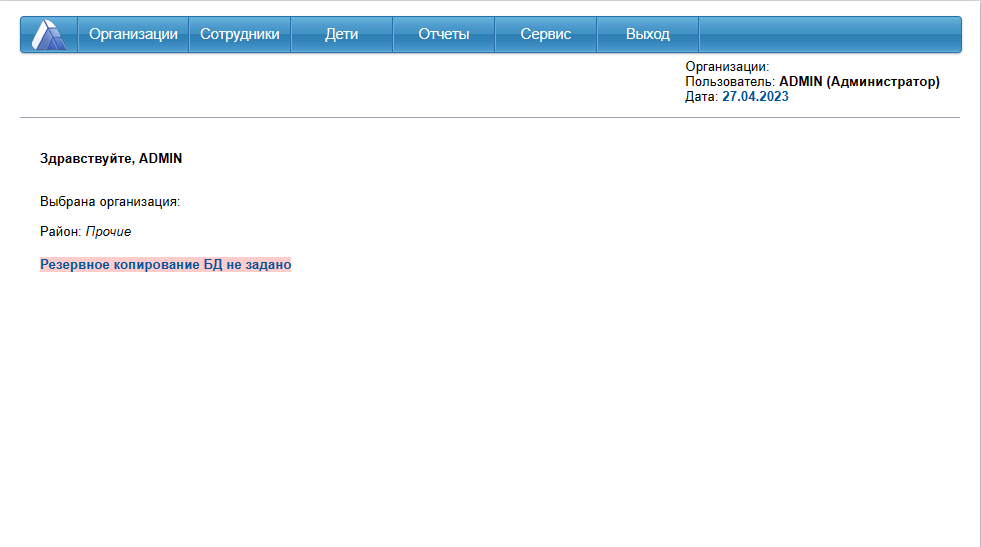 Организации Сотрудники Дети Отчеты Сервис Выход
Организации:
Пользователь: ADMIN (Администратор)
Дата: 27.04.2023
Здравствуйте, ADMIN
Выбрана организация:
Район: Прочие
Резервное копирование БД не задано